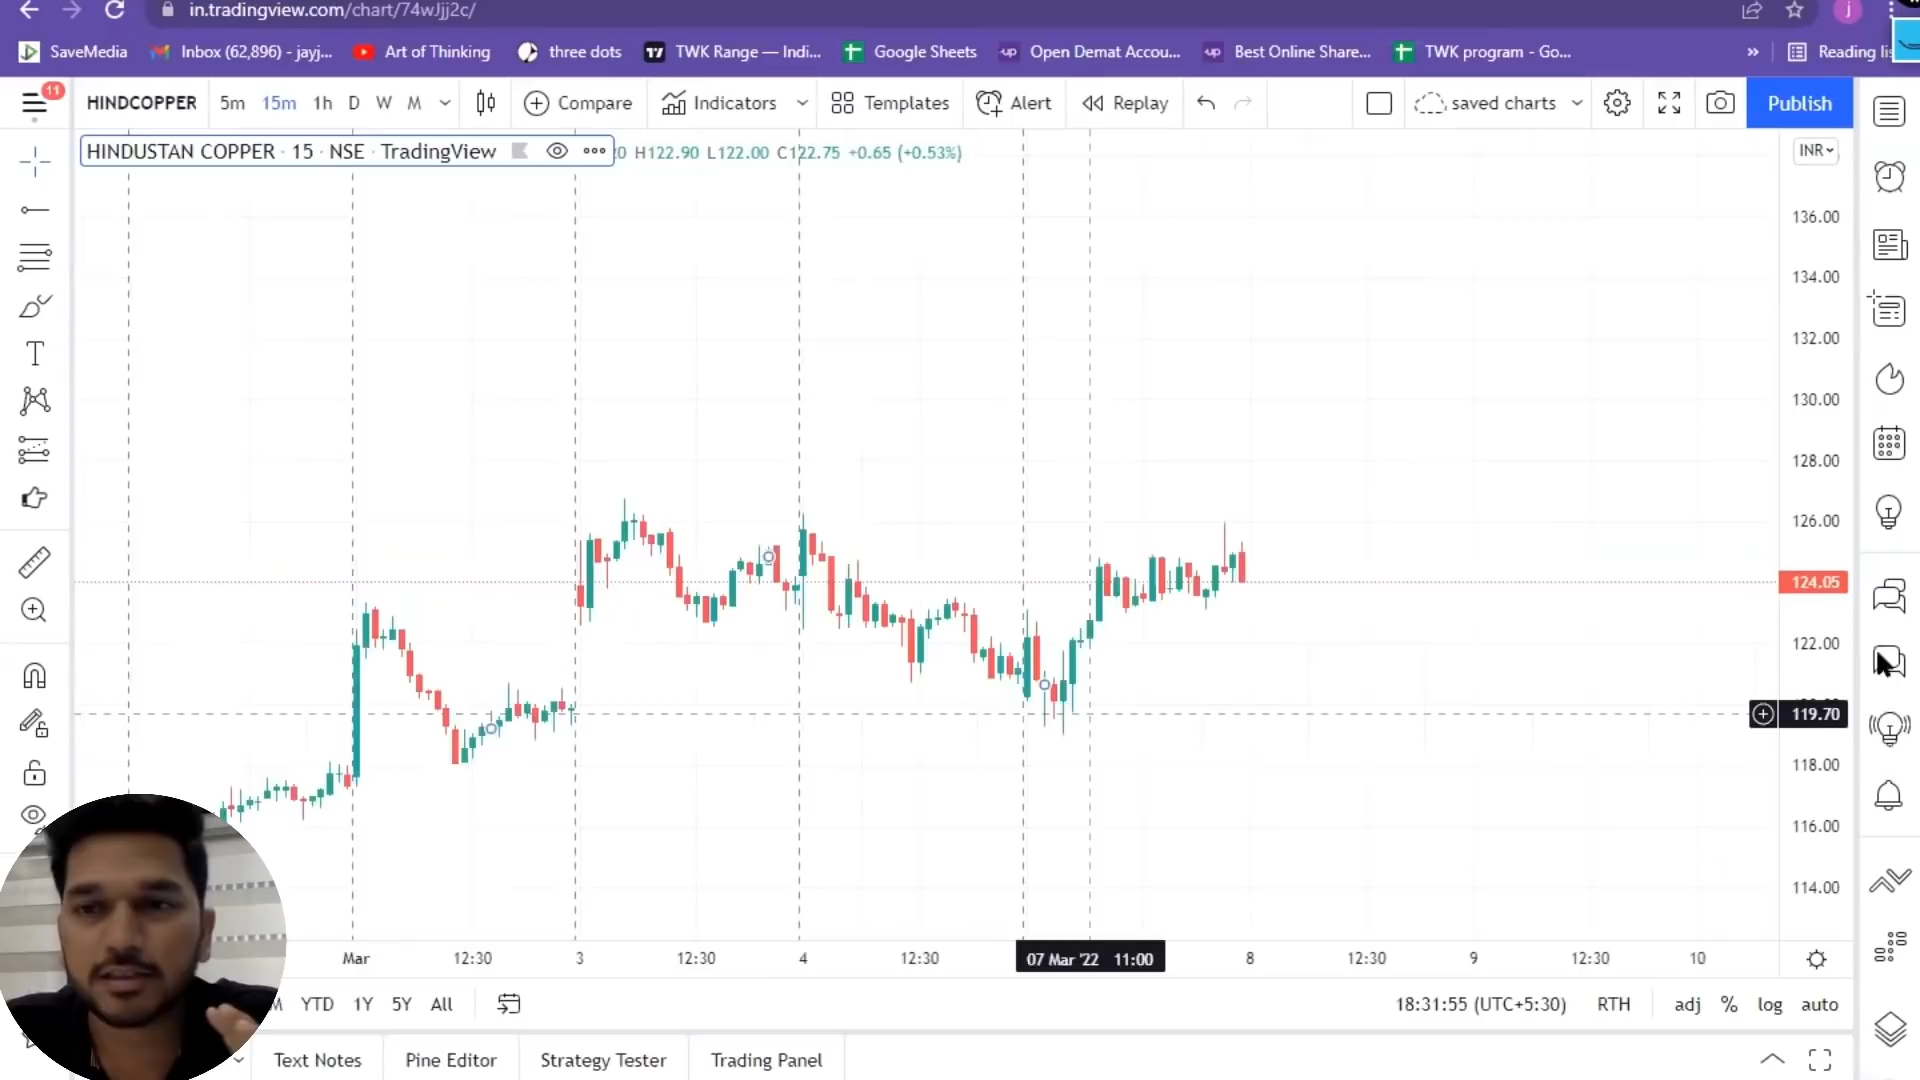 in.tradingview.com/chart/74wJjj2c/
j
SaveMedia Inbox (62,896) - jayj... Art of Thinking three dots TWK Range — Indi... Google Sheets Open Demat Accou... Best Online Share... TWK program - Go... » Reading
11
HINDCOPPER 5m 15m 1h D W M Compare Indicators Templates Alert Replay saved charts Publish
HINDUSTAN COPPER · 15 · NSE · TradingView H122.90 L122.00 C122.75 +0.65 (+0.53%)
INR
136.00
134.00
132.00
130.00
128.00
126.00
124.05
122.00
119.70
118.00
116.00
114.00
Mar 12:30 3 12:30 4 12:30 07 Mar '22 11:00 8 12:30 9 12:30 10
YTD 1Y 5Y All 18:31:55 (UTC+5:30) RTH adj % log auto
Text Notes Pine Editor Strategy Tester Trading Panel